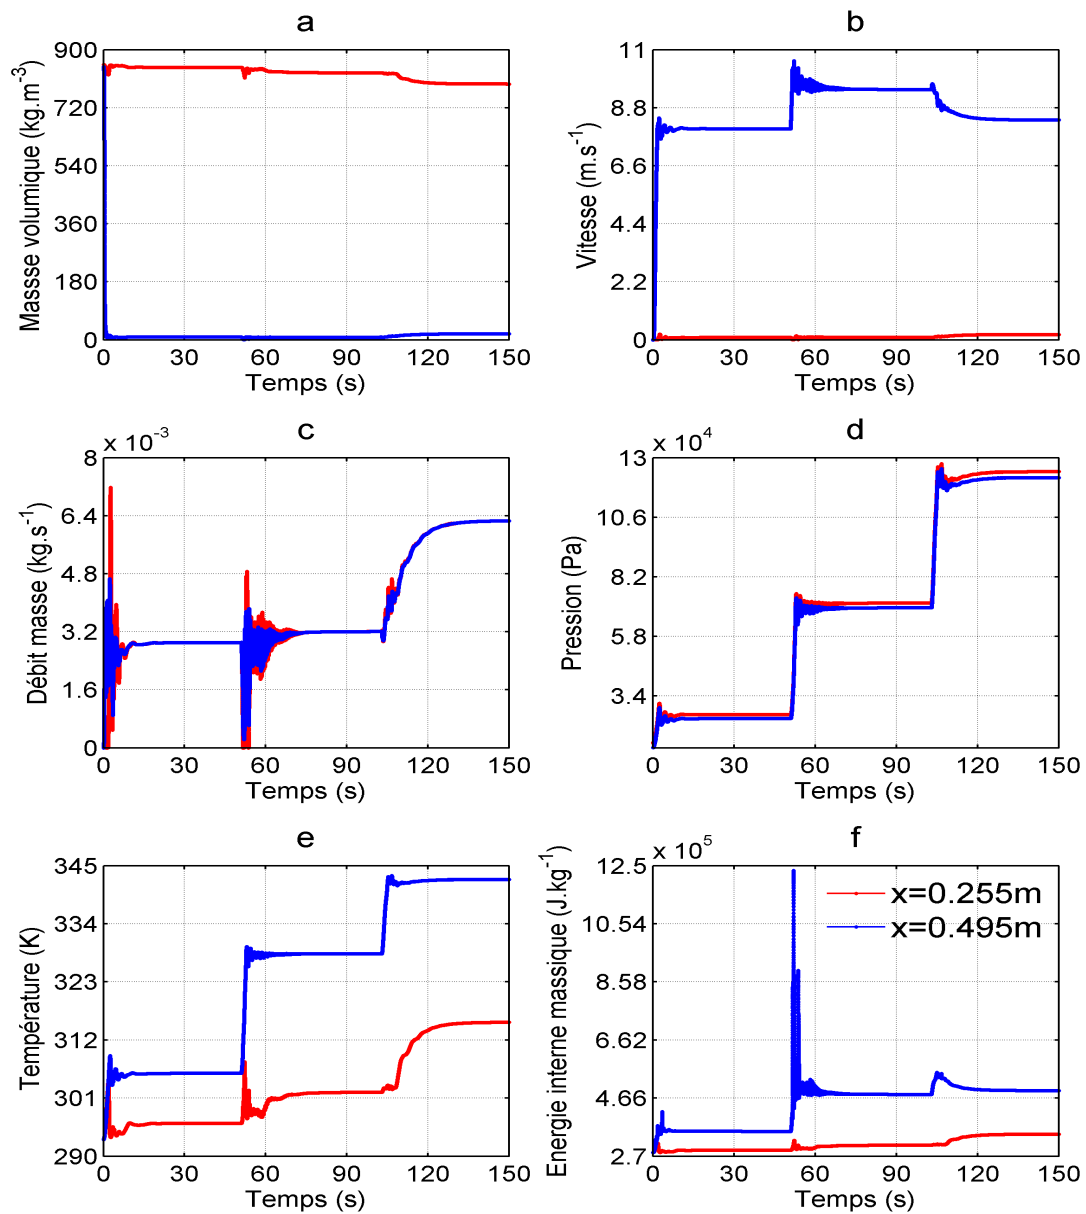 a
Massse volumique (kg.m-3)
900
720
540
360
180
0
0 30 60 90 120 150
Temps (s)
b
Vitesse (m.s-1)
11
8.8
6.6
4.4
2.2
0
0 30 60 90 120 150
Temps (s)
c
x 10-3
Débit masse (kg.s-1)
8
6.4
4.8
3.2
1.6
0
0 30 60 90 120 150
Temps (s)
d
x 104
Pression (Pa)
13
10.6
8.2
5.8
3.4
0 30 60 90 120 150
Temps (s)
e
Température (K)
345
334
323
312
301
290
0 30 60 90 120 150
Temps (s)
f
x 105
Energie interne massique (J.kg-1)
12.5
10.54
8.58
6.62
4.66
2.7
x=0.255m
x=0.495m
0 30 60 90 120 150
Temps (s)